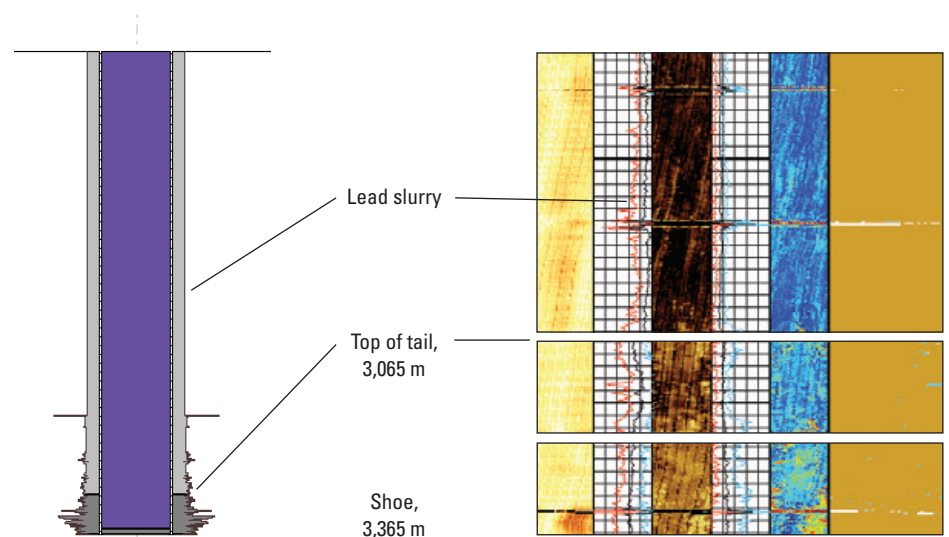 Lead slurry
Top of tail,
3,065 m
Shoe,
3,365 m